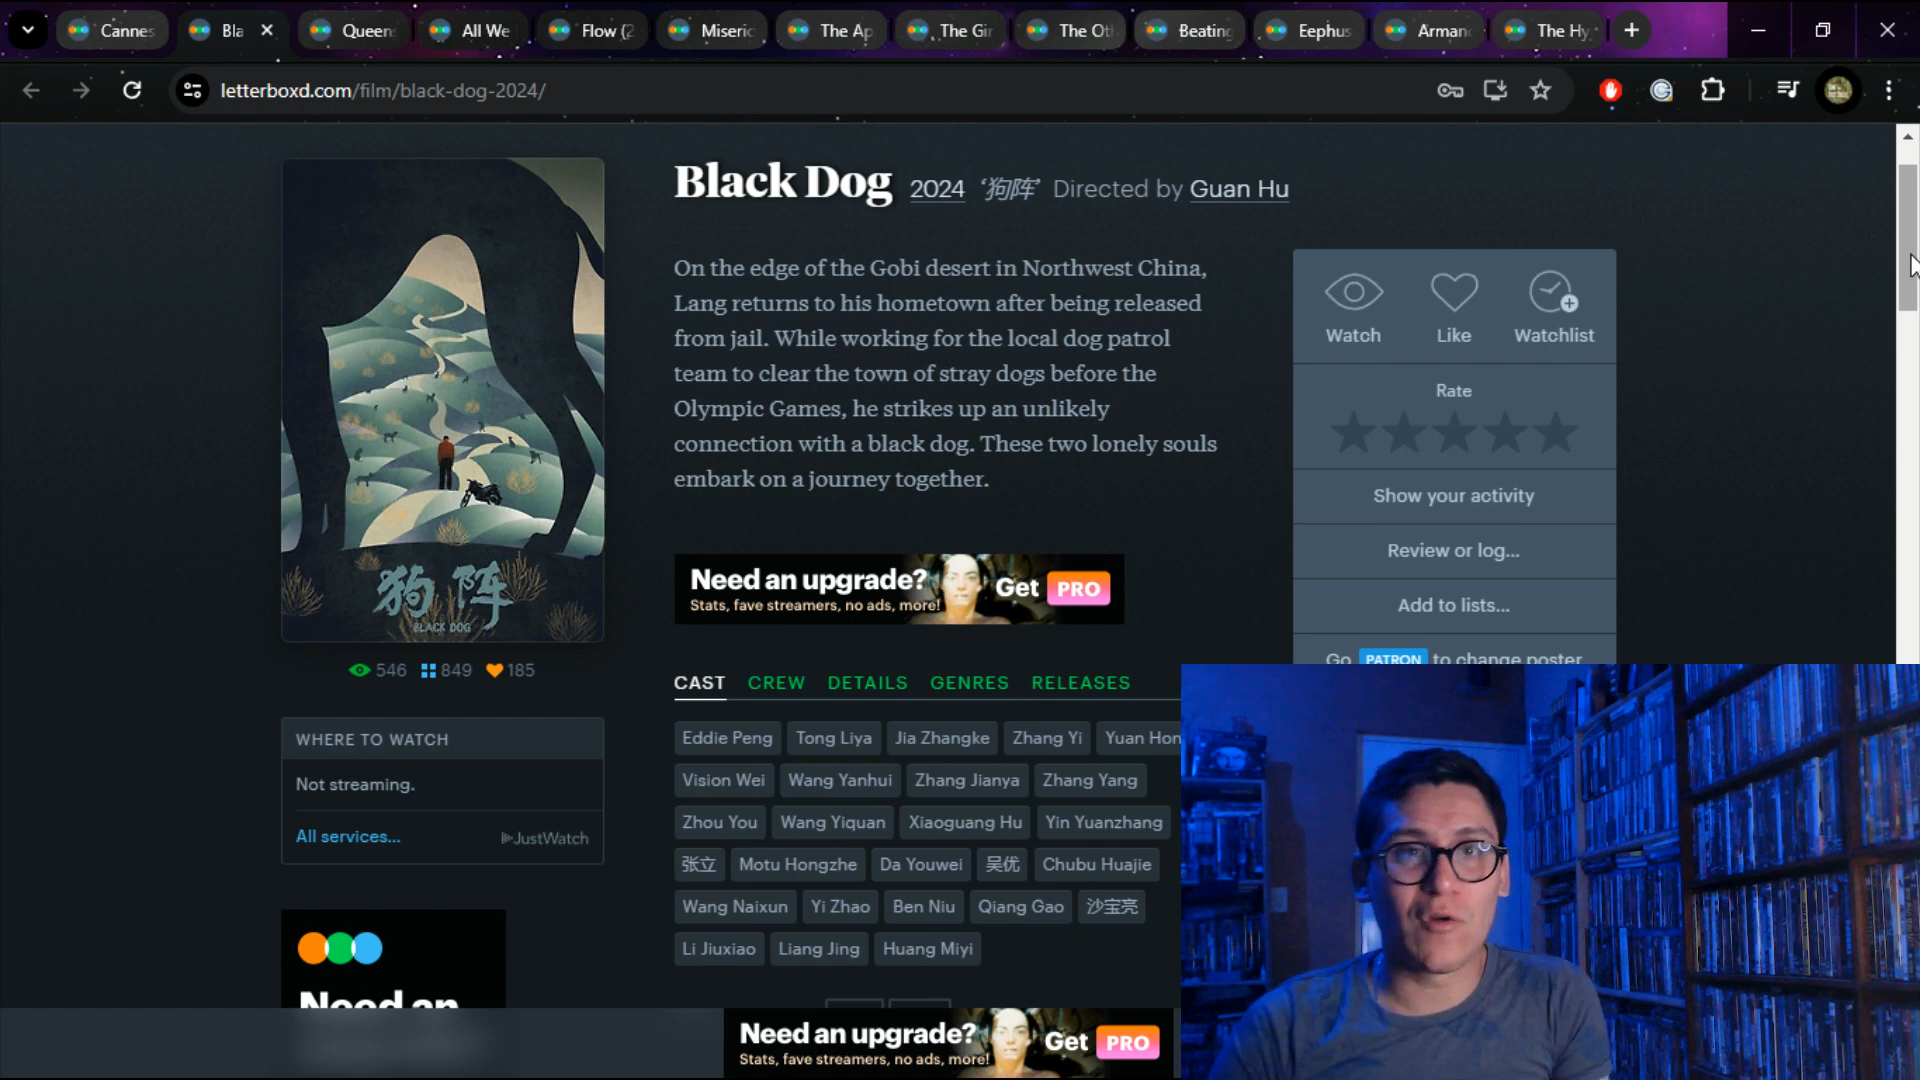 Cannes
Bla
Queen
All We
Flow (2
Miseric
The Ap
The Gir
The Ot
Beating
Eephus
Arman
The Hy
letterboxd.com/film/black-dog-2024/
Black Dog 2024 ‘狗阵’ Directed by Guan Hu
On the edge of the Gobi desert in Northwest China,
Lang returns to his hometown after being released
from jail. While working for the local dog patrol
team to clear the town of stray dogs before the
Olympic Games, he strikes up an unlikely
connection with a black dog. These two lonely souls
embark on a journey together.
Watch Like Watchlist
Rate
Show your activity
Review or log...
Add to lists...
Go PATRON to change poster
狗阵
BLACK DOG
546 849 185
WHERE TO WATCH
Not streaming.
All services... JustWatch
Need an upgrade? Get PRO
Stats, fave streamers, no ads, more!
CAST CREW DETAILS GENRES RELEASES
Eddie Peng Tong Liya Jia Zhangke Zhang Yi Yuan Hon
Vision Wei Wang Yanhui Zhang Jianya Zhang Yang
Zhou You Wang Yiquan Xiaoguang Hu Yin Yuanzhang
张立 Motu Hongzhe Da Youwei 吴优 Chubu Huajie
Wang Naixun Yi Zhao Ben Niu Qiang Gao 沙宝亮
Li Jiuxiao Liang Jing Huang Miyi
Need an
Need an upgrade? Get PRO
Stats, fave streamers, no ads, more!